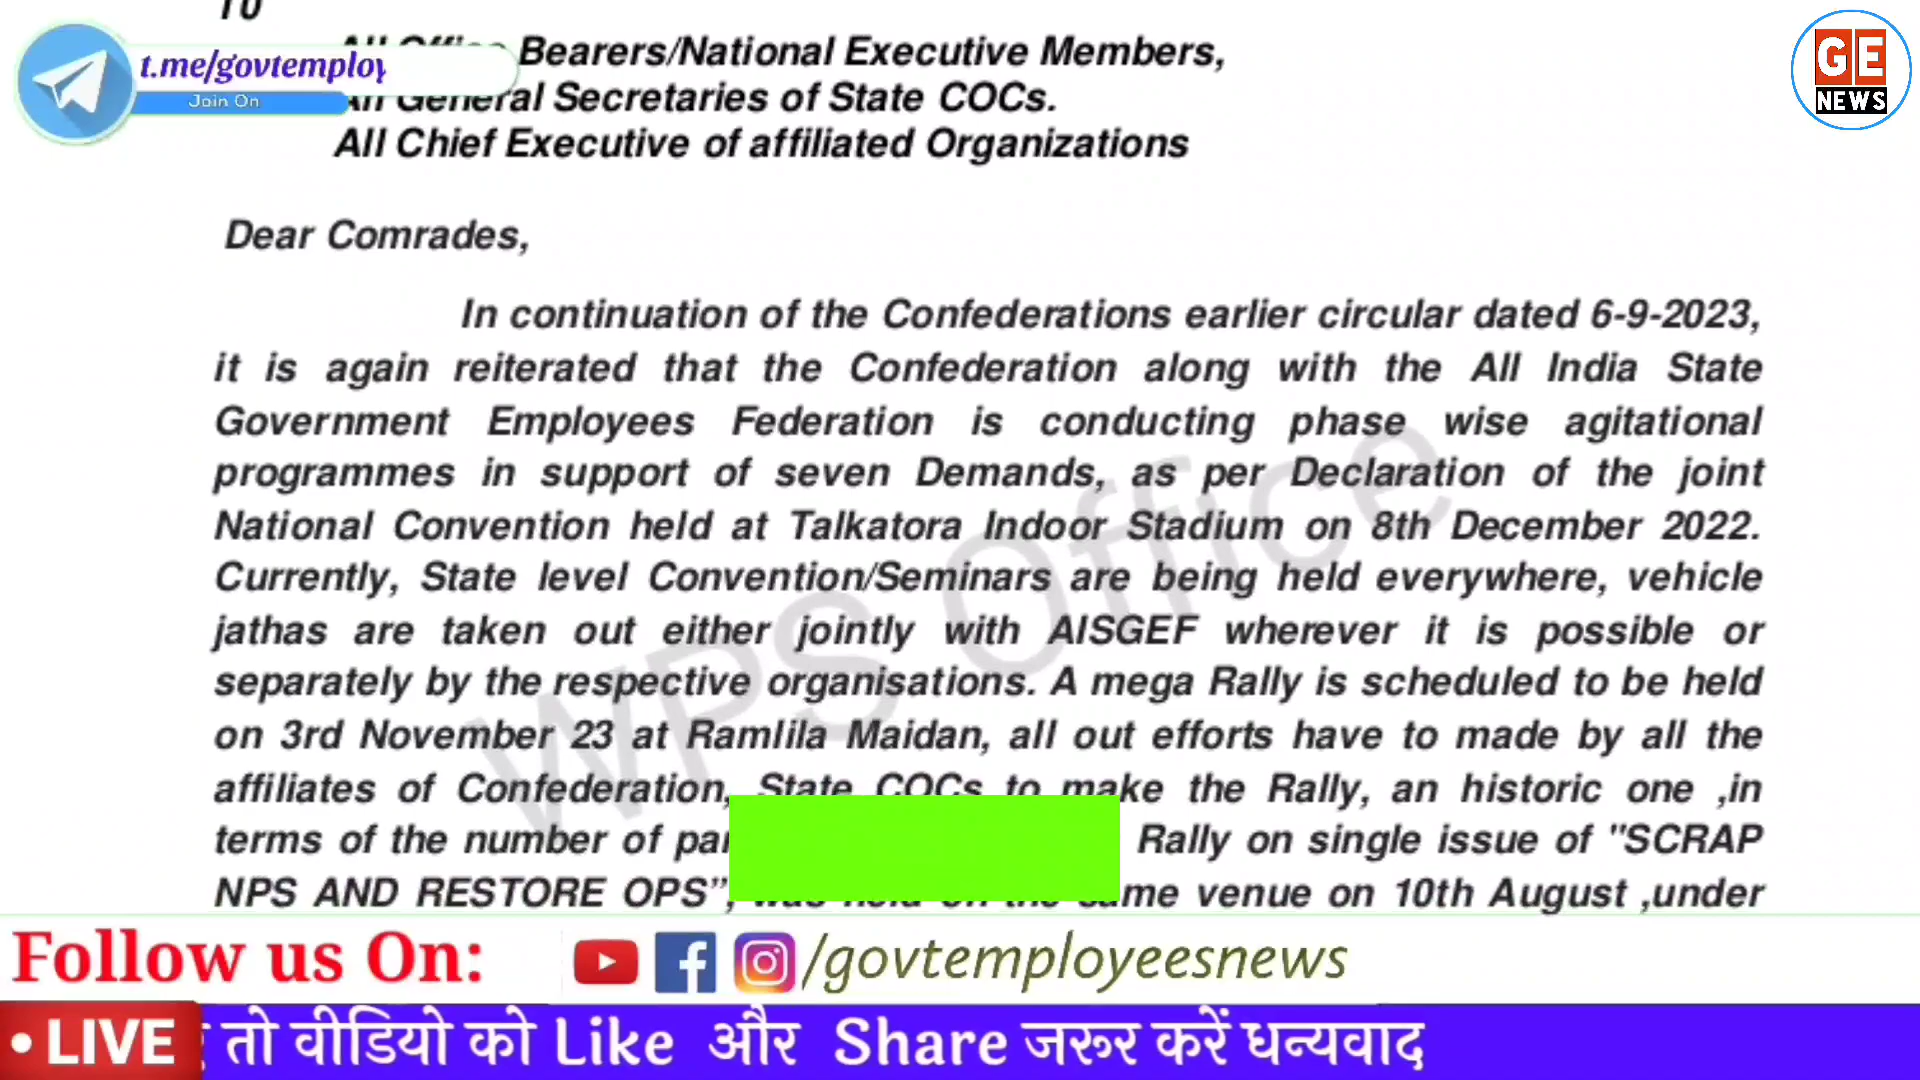 To
Bearers/National Executive Members,
All General Secretaries of State COCs.
All Chief Executive of affiliated Organizations
t.me/govtemploy
Join On
GE
NEWS
Dear Comrades,
In continuation of the Confederations earlier circular dated 6-9-2023,
it is again reiterated that the Confederation along with the All India State
Government Employees Federation is conducting phase wise agitational
programmes in support of seven Demands, as per Declaration of the joint
National Convention held at Talkatora Indoor Stadium on 8th December 2022.
Currently, State level Convention/Seminars are being held everywhere, vehicle
jathas are taken out either jointly with AISGEF wherever it is possible or
separately by the respective organisations. A mega Rally is scheduled to be held
on 3rd November 23 at Ramlila Maidan, all out efforts have to made by all the
affiliates of Confederation, State COCs to make the Rally, an historic one ,in
terms of the number of Rally on single issue of "SCRAP
NPS AND RESTORE OPS”, venue on 10th August ,under
WPS Office
Follow us On: /govtemployeesnews
• LIVE तो वीडियो को Like और Share जरूर करें धन्यवाद